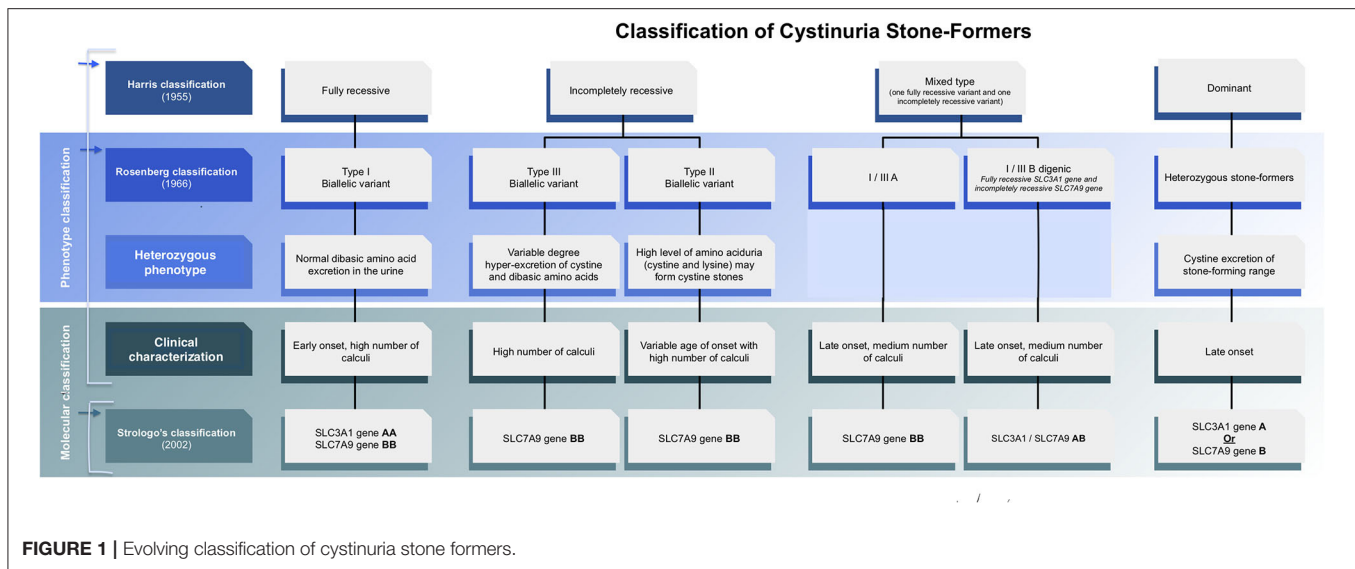 Classification of Cystinuria Stone-Formers
Harris classification
(1955)
Fully recessive
Incompletely recessive
Mixed type
(one fully recessive variant and one
incompletely recessive variant)
Dominant
Phenotype classification
Rosenberg classification
(1966)
Type I
Biallelic variant
Type III
Biallelic variant
Type II
Biallelic variant
I / III A
I / III B digenic
Fully recessive SLC3A1 gene and
incompletely recessive SLC7A9 gene
Heterozygous stone-formers
Heterozygous
phenotype
Normal dibasic amino acid
excretion in the urine
Variable degree
hyper-excretion of cystine
and dibasic amino acids
High level of amino aciduria
(cystine and lysine) may
form cystine stones
Cystine excretion of
stone-forming range
Molecular classification
Clinical
characterization
Early onset, high number of
calculi
High number of calculi
Variable age of onset with
high number of calculi
Late onset, medium number
of calculi
Late onset, medium number
of calculi
Late onset
Strologo's classification
(2002)
SLC3A1 gene AA
SLC7A9 gene BB
SLC7A9 gene BB
SLC7A9 gene BB
SLC7A9 gene BB
SLC3A1 / SLC7A9 AB
SLC3A1 gene A
Or
SLC7A9 gene B
FIGURE 1 | Evolving classification of cystinuria stone formers.